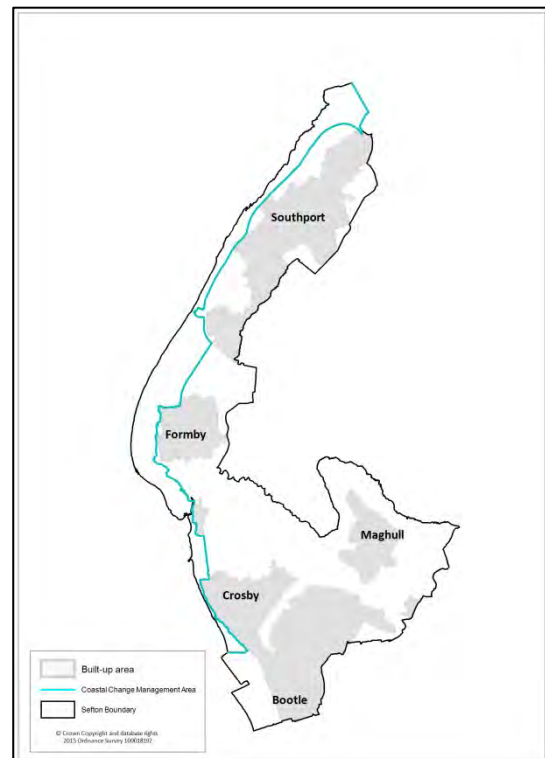 Southport
Formby
Maghull
Crosby
Bootle
Built-up area
Coastal Change Management Area
Sefton Boundary
© Crown Copyright and database rights
2015 Ordnance Survey 100018192